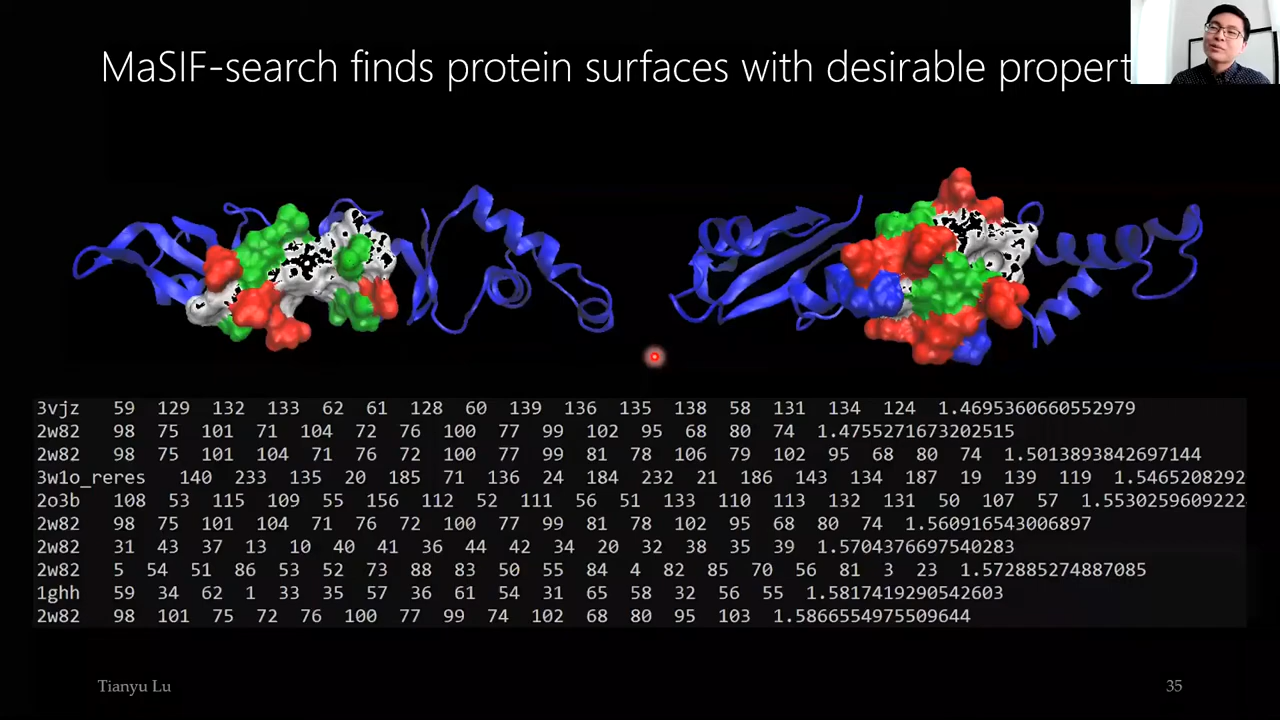 MaSIF-search finds protein surfaces with desirable propert
3vjz 59 129 132 133 62 61 128 60 139 136 135 138 58 131 134 124 1.4695360660552979
2w82 98 75 101 71 104 72 76 100 77 99 102 95 68 80 74 1.4755271673202515
2w82 98 75 101 104 71 76 72 100 77 99 81 78 106 79 102 95 68 80 74 1.5013893842697144
3w1o_reres 140 233 135 20 185 71 136 24 184 232 21 186 143 134 187 19 139 119 1.5465208292
2o3b 108 53 115 109 55 156 112 52 111 56 51 133 110 113 132 131 50 107 57 1.5530259609222
2w82 98 75 101 104 71 76 72 100 77 99 81 78 102 95 68 80 74 1.560916543006897
2w82 31 43 37 13 10 40 41 36 44 42 34 20 32 38 35 39 1.5704376697540283
2w82 5 54 51 86 53 52 73 88 83 50 55 84 4 82 85 70 56 81 3 23 1.572885274887085
1ghh 59 34 62 1 33 35 57 36 61 54 31 65 58 32 56 55 1.5817419290542603
2w82 98 101 75 72 76 100 77 99 74 102 68 80 95 103 1.5866554975509644
Tianyu Lu
35